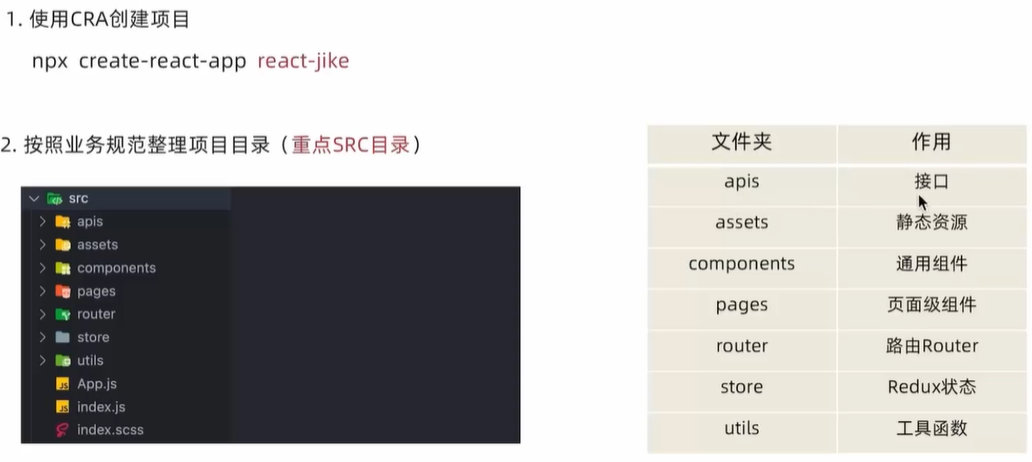 1. 使用CRA创建项目
npx create-react-app react-jike
2. 按照业务规范整理项目目录（重点SRC目录）
src
apis
assets
components
pages
router
store
utils
App.js
index.js
index.scss
文件夹 作用
apis 接口
assets 静态资源
components 通用组件
pages 页面级组件
router 路由Router
store Redux状态
utils 工具函数